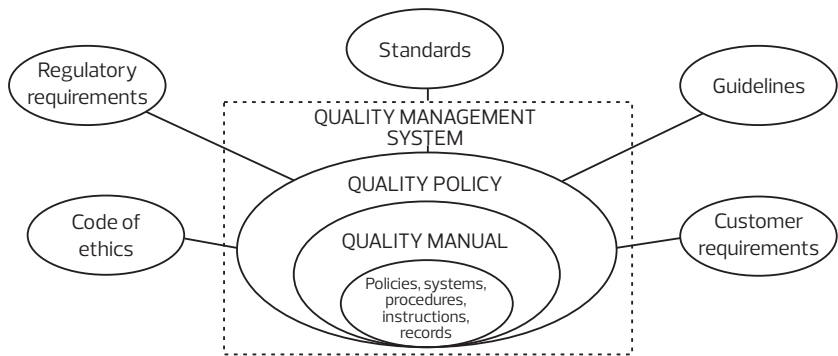 Standards
Regulatory
requirements
Guidelines
QUALITY MANAGEMENT
SYSTEM
QUALITY POLICY
Code of
ethics
QUALITY MANUAL
Customer
requirements
Policies, systems,
procedures,
instructions,
records